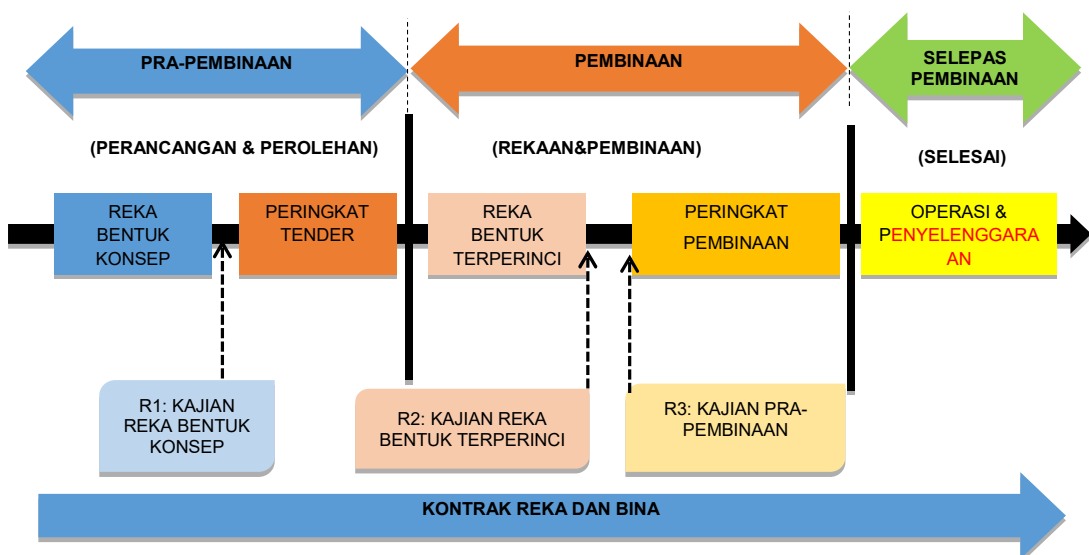 PRA-PEMBINAAN
PEMBINAAN
SELEPAS
PEMBINAAN
(PERANCANGAN & PEROLEHAN)
(REKAAN&PEMBINAAN)
(SELESAI)
REKA
BENTUK
KONSEP
PERINGKAT
TENDER
REKA
BENTUK
TERPERINCI
PERINGKAT
PEMBINAAN
OPERASI &
PENYELENGGARA
AN
R1: KAJIAN
REKA BENTUK
KONSEP
R2: KAJIAN REKA
BENTUK TERPERINCI
R3: KAJIAN PRA-
PEMBINAAN
KONTRAK REKA DAN BINA